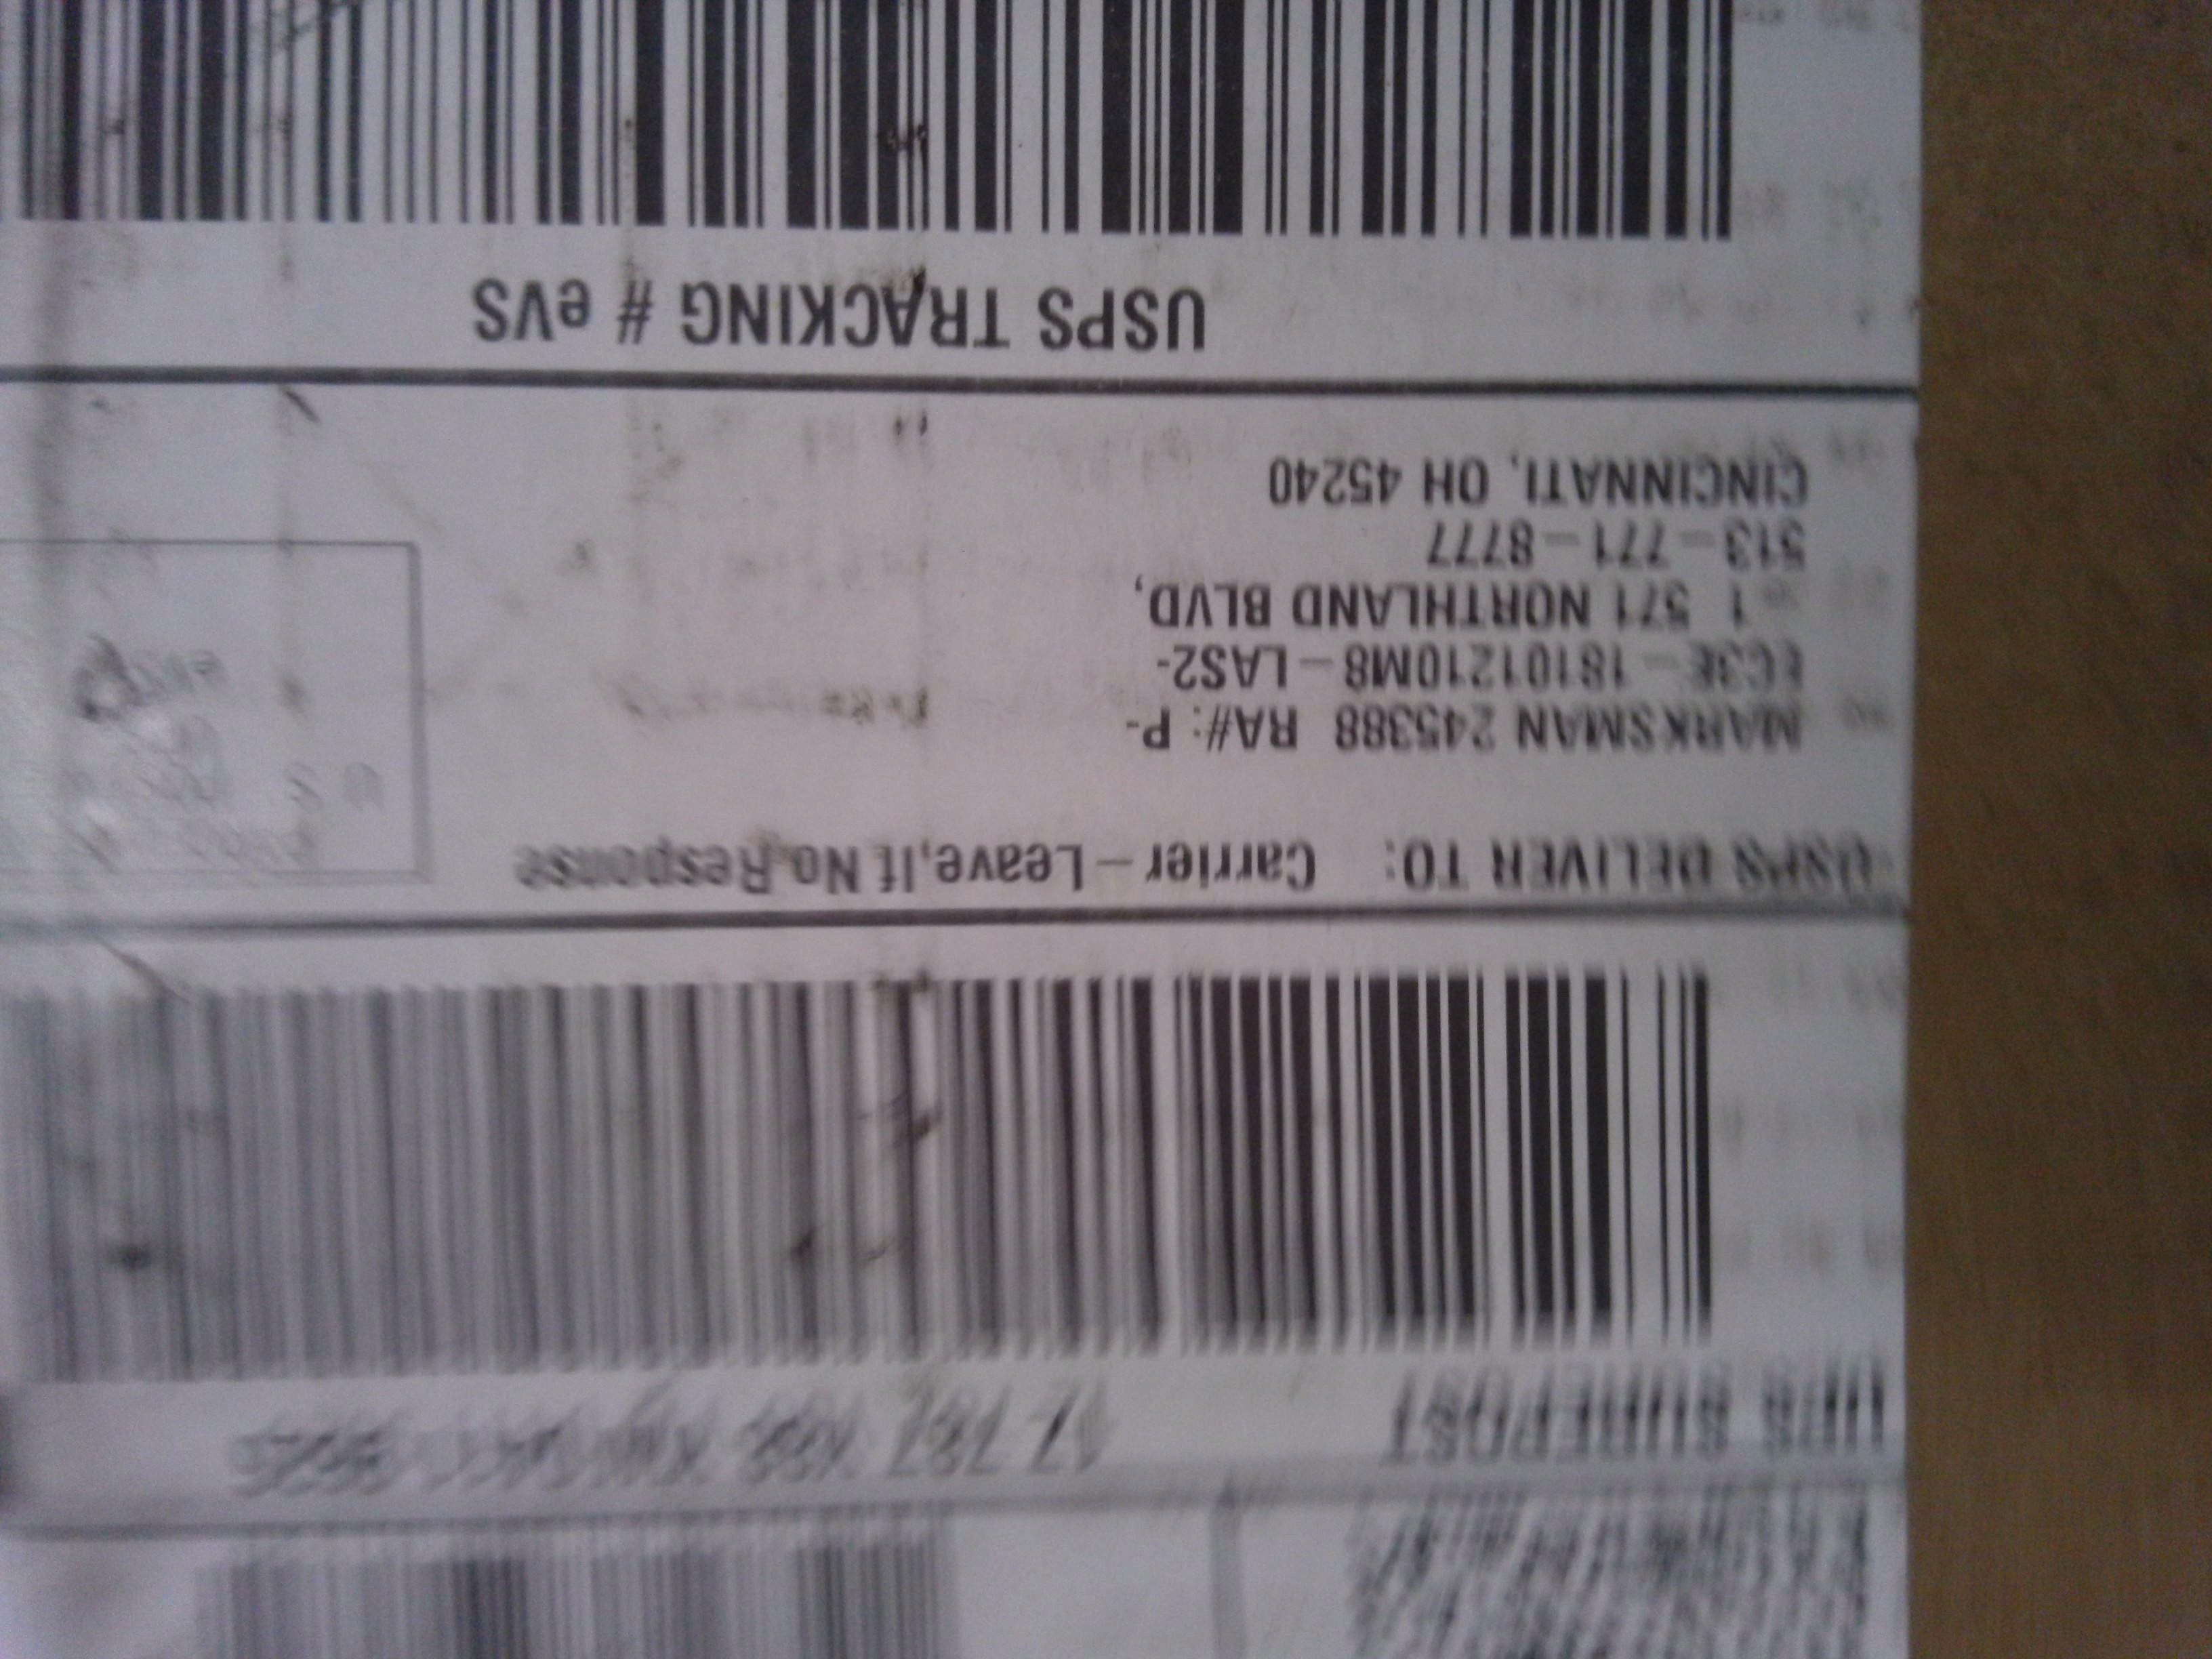 UPS SUREPOST
USPS DELIVER TO: Carrier – Leave,If No Response
MARKSMAN 245388 RA#: P-
EC3E – 18101210M8 – LAS2-
1 571 NORTHLAND BLVD,
513 – 771 – 8777
CINCINNATI, OH 45240
USPS TRACKING # eVS